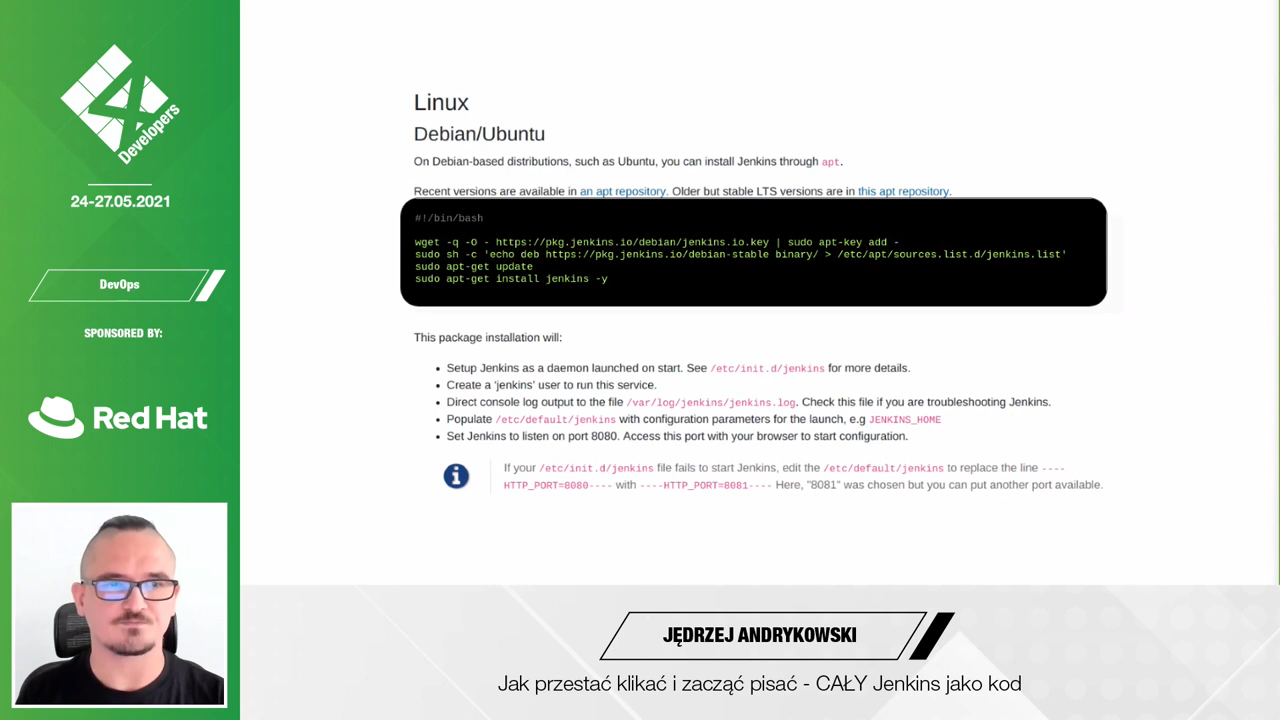 4
Developers
24-27.05.2021
DevOps
SPONSORED BY:
Red Hat
Linux
Debian/Ubuntu
On Debian-based distributions, such as Ubuntu, you can install Jenkins through apt.
Recent versions are available in an apt repository. Older but stable LTS versions are in this apt repository.
#!/bin/bash
wget -q -O - https://pkg.jenkins.io/debian/jenkins.io.key | sudo apt-key add -
sudo sh -c 'echo deb https://pkg.jenkins.io/debian-stable binary/ > /etc/apt/sources.list.d/jenkins.list'
sudo apt-get update
sudo apt-get install jenkins -y
This package installation will:
• Setup Jenkins as a daemon launched on start. See /etc/init.d/jenkins for more details.
• Create a 'jenkins' user to run this service.
• Direct console log output to the file /var/log/jenkins/jenkins.log. Check this file if you are troubleshooting Jenkins.
• Populate /etc/default/jenkins with configuration parameters for the launch, e.g JENKINS_HOME
• Set Jenkins to listen on port 8080. Access this port with your browser to start configuration.
If your /etc/init.d/jenkins file fails to start Jenkins, edit the /etc/default/jenkins to replace the line ----
HTTP_PORT=8080---- with ----HTTP_PORT=8081---- Here, "8081" was chosen but you can put another port available.
JĘDRZEJ ANDRYKOWSKI
Jak przestać klikać i zacząć pisać - CAŁY Jenkins jako kod